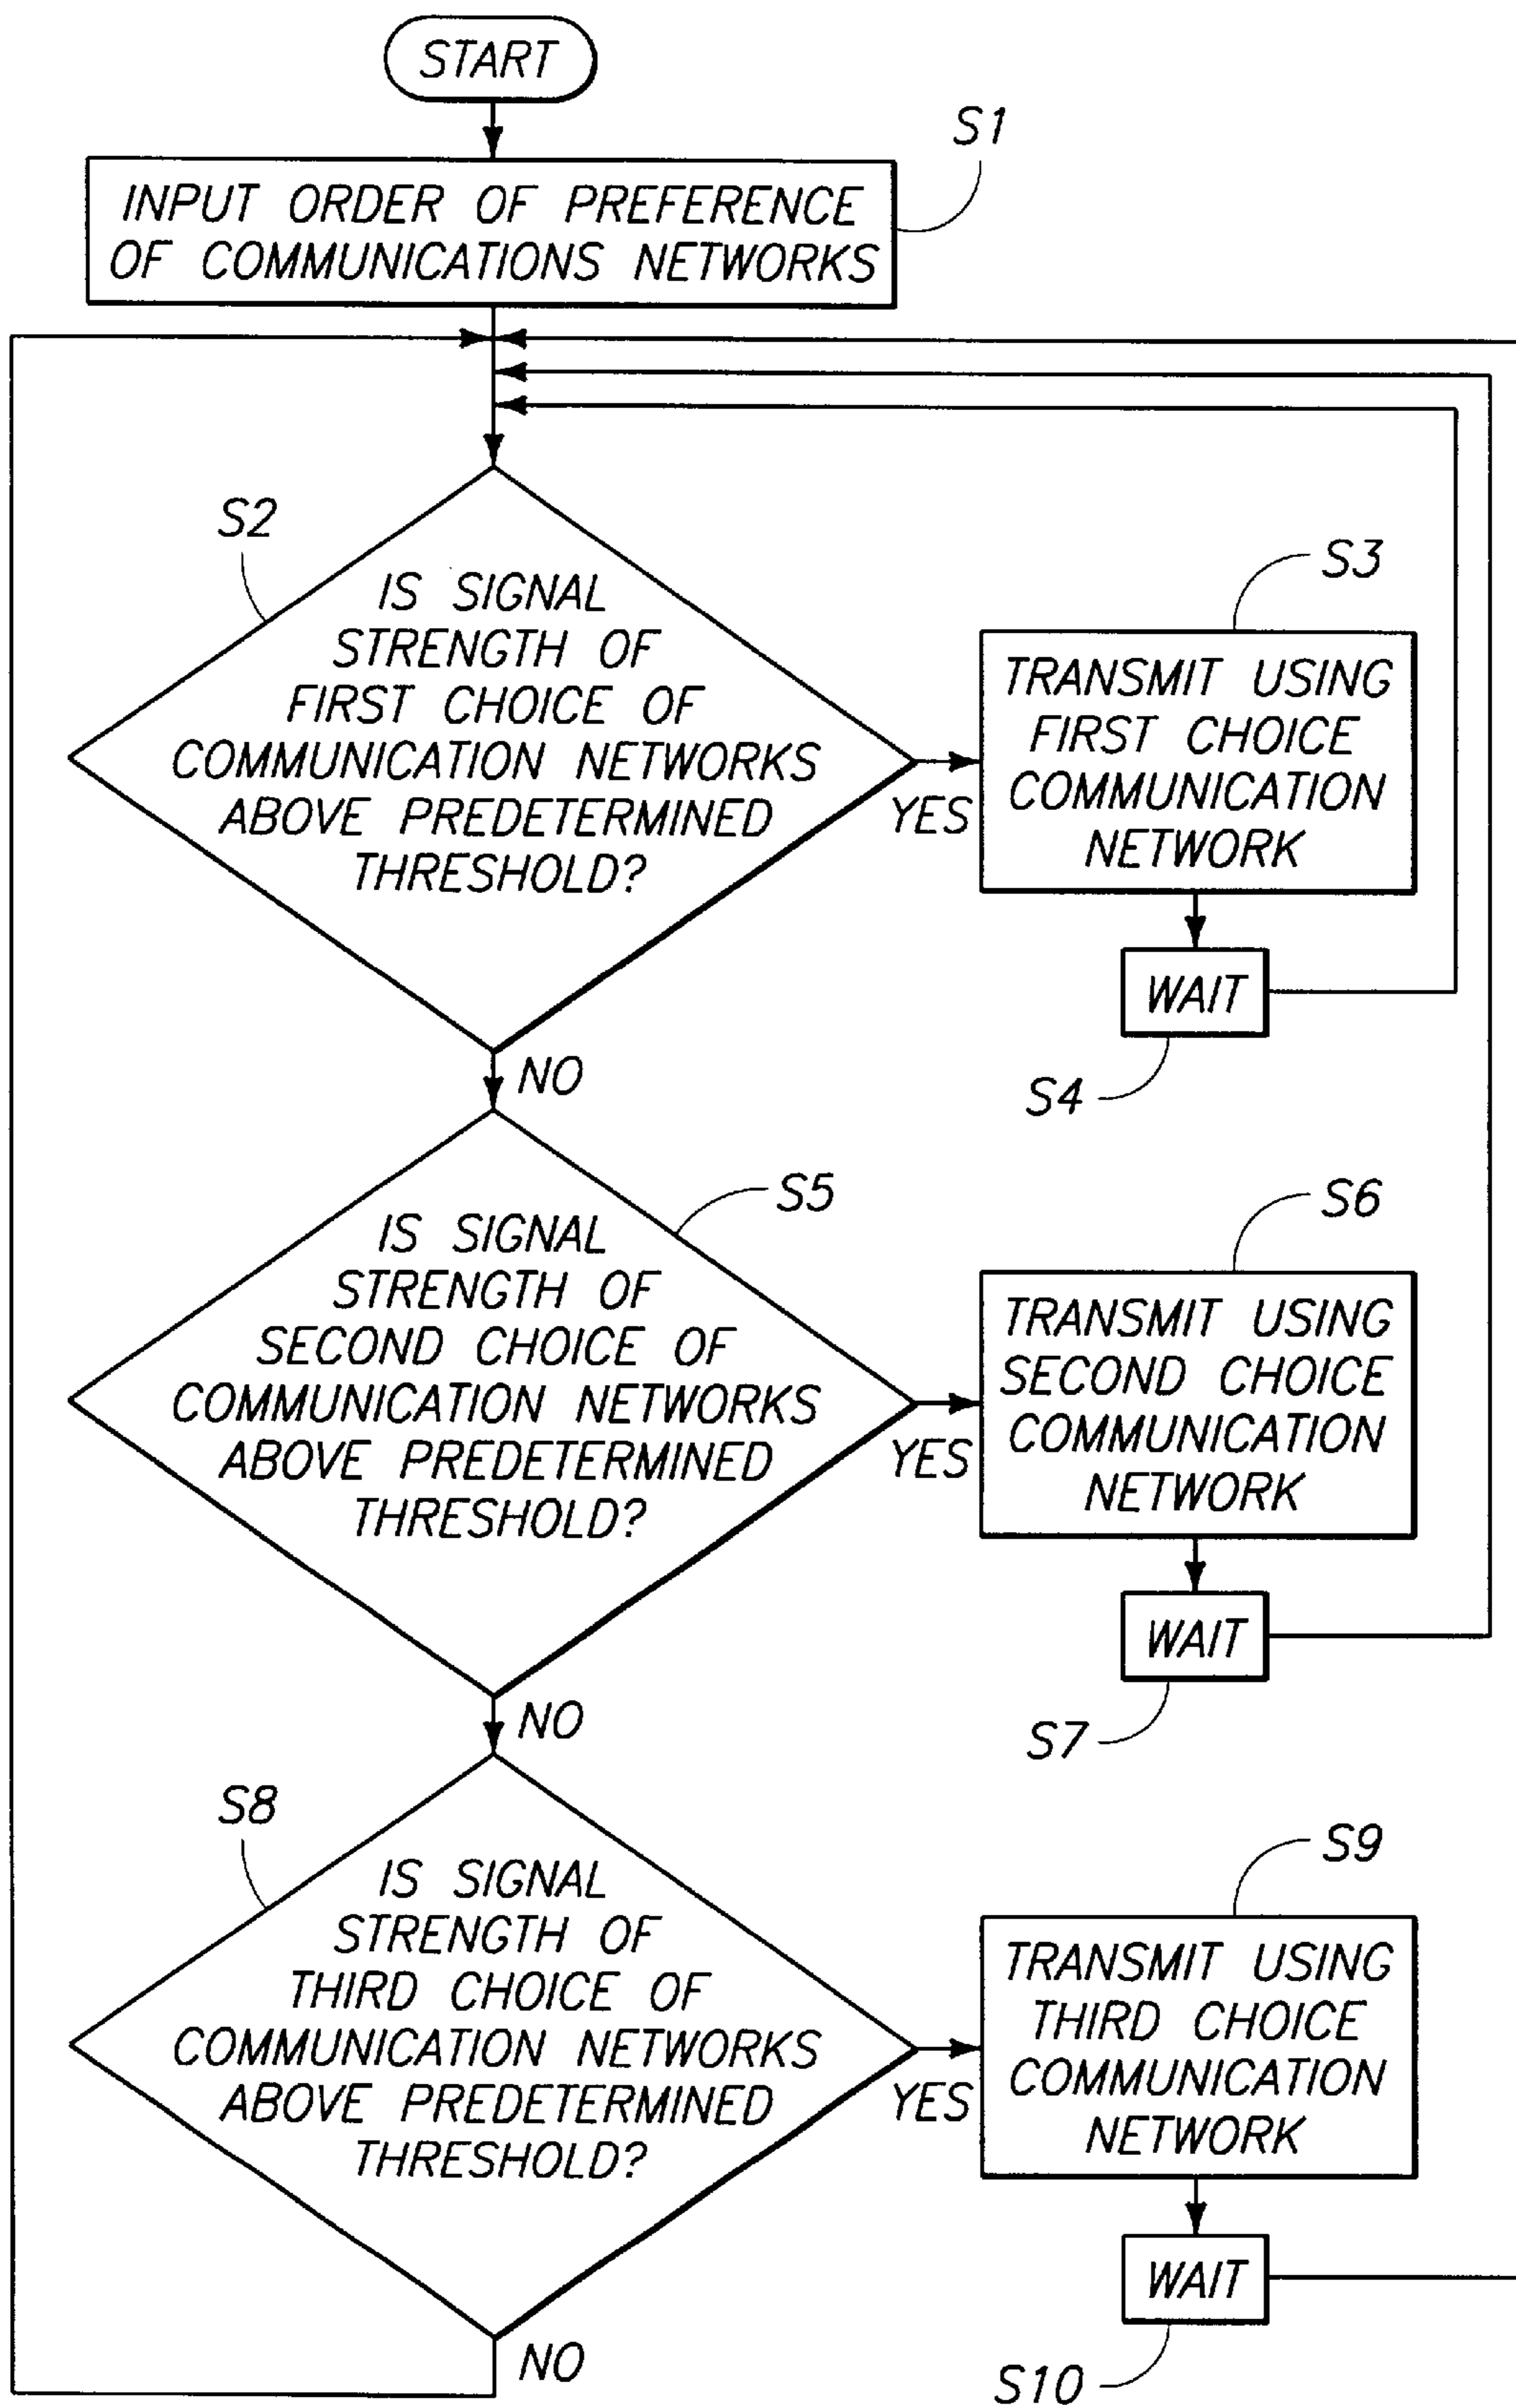 START
S1
INPUT ORDER OF PREFERENCE
OF COMMUNICATIONS NETWORKS
S2
IS SIGNAL
STRENGTH OF
FIRST CHOICE OF
COMMUNICATION NETWORKS
ABOVE PREDETERMINED
THRESHOLD?
YES
S3
TRANSMIT USING
FIRST CHOICE
COMMUNICATION
NETWORK
WAIT
S4
NO
S5
IS SIGNAL
STRENGTH OF
SECOND CHOICE OF
COMMUNICATION NETWORKS
ABOVE PREDETERMINED
THRESHOLD?
YES
S6
TRANSMIT USING
SECOND CHOICE
COMMUNICATION
NETWORK
WAIT
S7
NO
S8
IS SIGNAL
STRENGTH OF
THIRD CHOICE OF
COMMUNICATION NETWORKS
ABOVE PREDETERMINED
THRESHOLD?
YES
S9
TRANSMIT USING
THIRD CHOICE
COMMUNICATION
NETWORK
WAIT
S10
NO